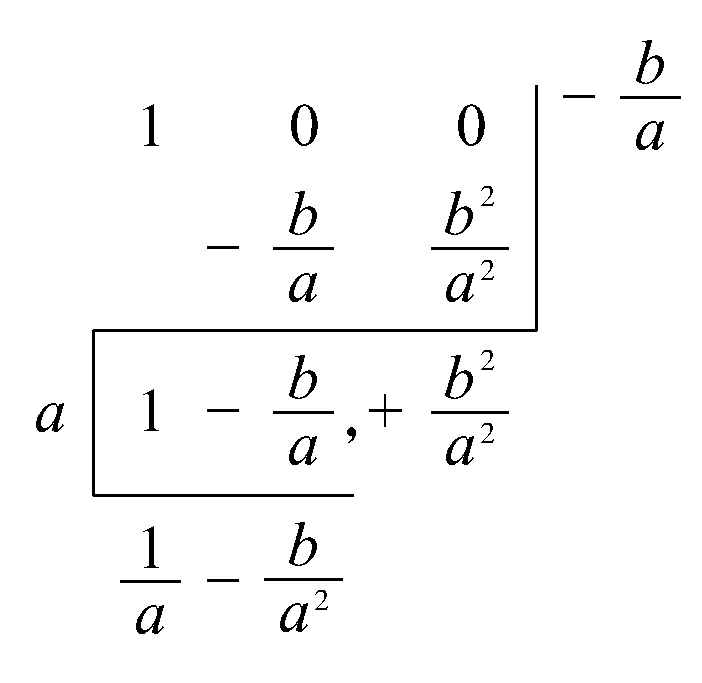 1 0 0 − b/a
− b/a b²/a²
a 1 − b/a , + b²/a²
1/a − b/a²